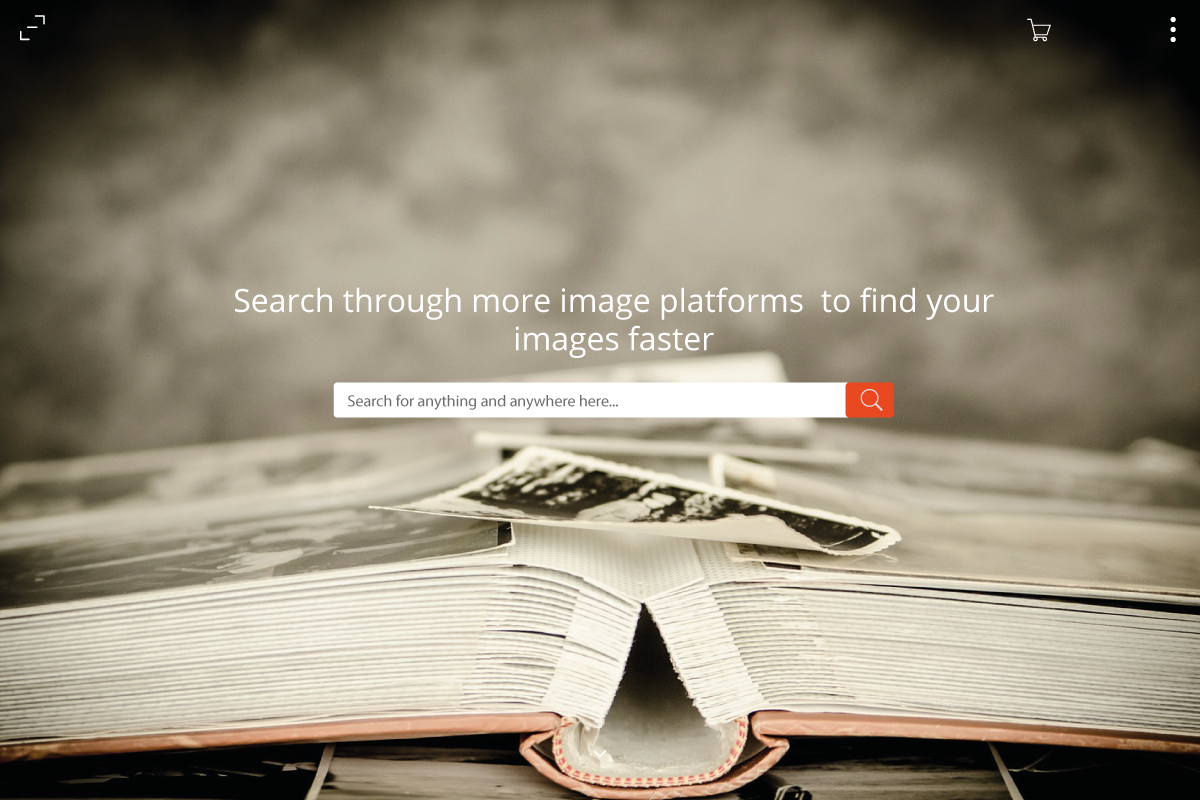 Search through more image platforms  to find your
images faster
Search for anything and anywhere here...